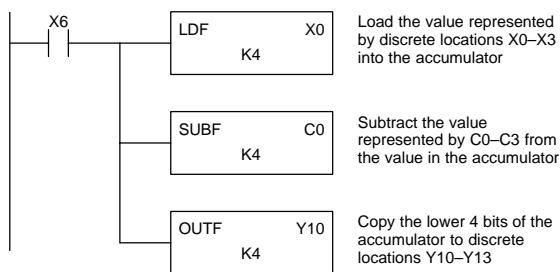 X6
LDF X0
K4
Load the value represented
by discrete locations X0–X3
into the accumulator
SUBF C0
K4
Subtract the value
represented by C0–C3 from
the value in the accumulator
OUTF Y10
K4
Copy the lower 4 bits of the
accumulator to discrete
locations Y10–Y13